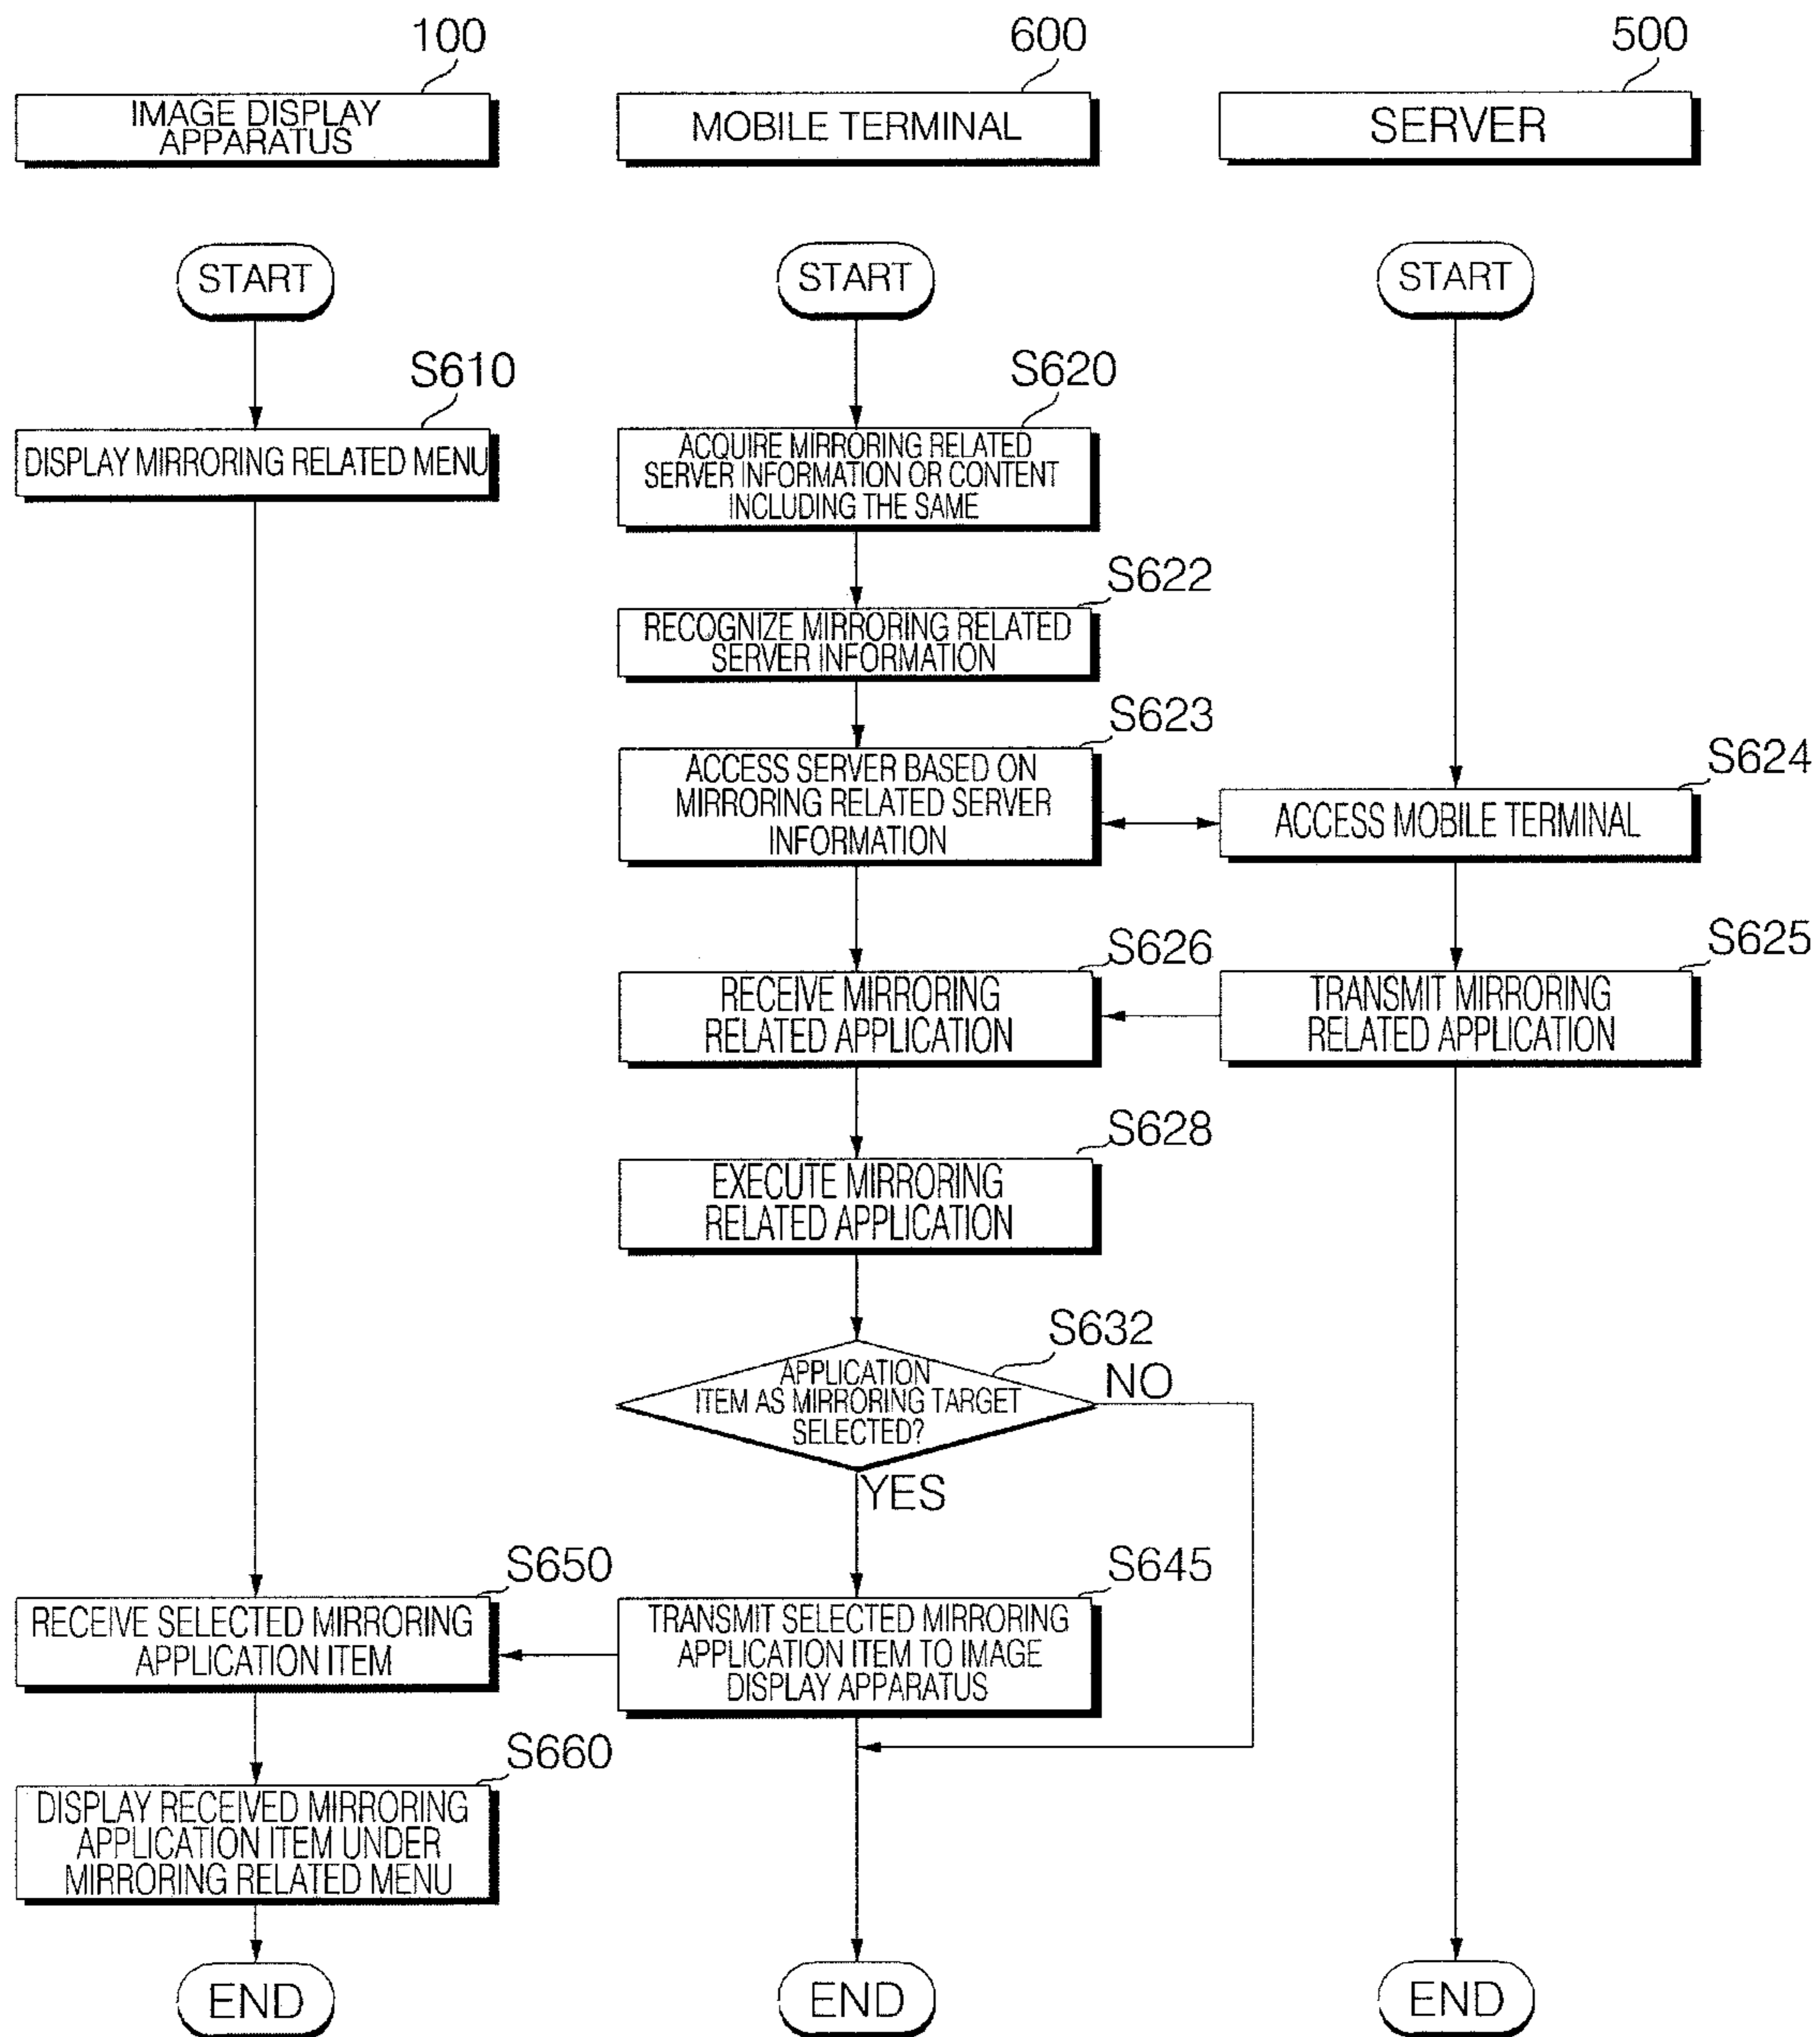 100
600
500
IMAGE DISPLAY
APPARATUS
MOBILE TERMINAL
SERVER
START
START
START
S610
DISPLAY MIRRORING RELATED MENU
S620
ACQUIRE MIRRORING RELATED
SERVER INFORMATION OR CONTENT
INCLUDING THE SAME
S622
RECOGNIZE MIRRORING RELATED
SERVER INFORMATION
S623
ACCESS SERVER BASED ON
MIRRORING RELATED SERVER
INFORMATION
S624
ACCESS MOBILE TERMINAL
S626
RECEIVE MIRRORING
RELATED APPLICATION
S625
TRANSMIT MIRRORING
RELATED APPLICATION
S628
EXECUTE MIRRORING
RELATED APPLICATION
S632
APPLICATION
ITEM AS MIRRORING TARGET
SELECTED?
NO
YES
S650
RECEIVE SELECTED MIRRORING
APPLICATION ITEM
S645
TRANSMIT SELECTED MIRRORING
APPLICATION ITEM TO IMAGE
DISPLAY APPARATUS
S660
DISPLAY RECEIVED MIRRORING
APPLICATION ITEM UNDER
MIRRORING RELATED MENU
END
END
END